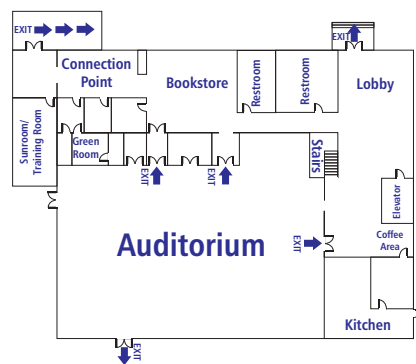 EXIT
EXIT
Connection
Point
Bookstore
Restroom
Restroom
Lobby
Sunroom/
Training Room
Green
Room
Stairs
EXIT
EXIT
Elevator
Auditorium
EXIT
Coffee
Area
Kitchen
EXIT